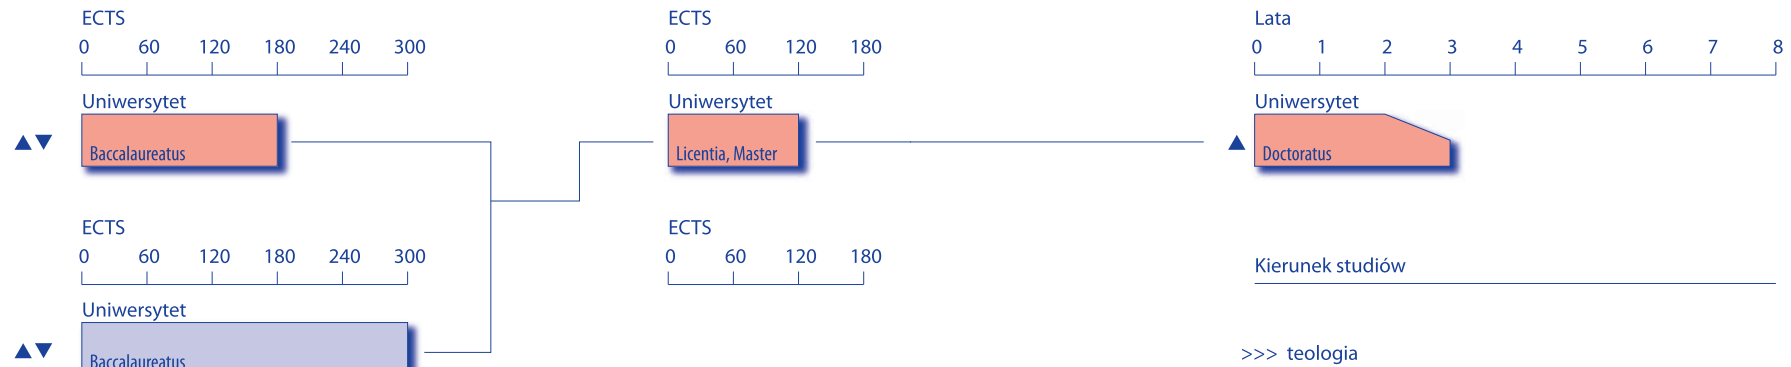 ECTS
0 60 120 180 240 300
Uniwersytet
Baccalaureatus
ECTS
0 60 120 180
Uniwersytet
Licentia, Master
Lata
0 1 2 3 4 5 6 7 8
Uniwersytet
Doctoratus
ECTS
0 60 120 180 240 300
Uniwersytet
Baccalaureatus
ECTS
0 60 120 180
Kierunek studiów
>>> teologia